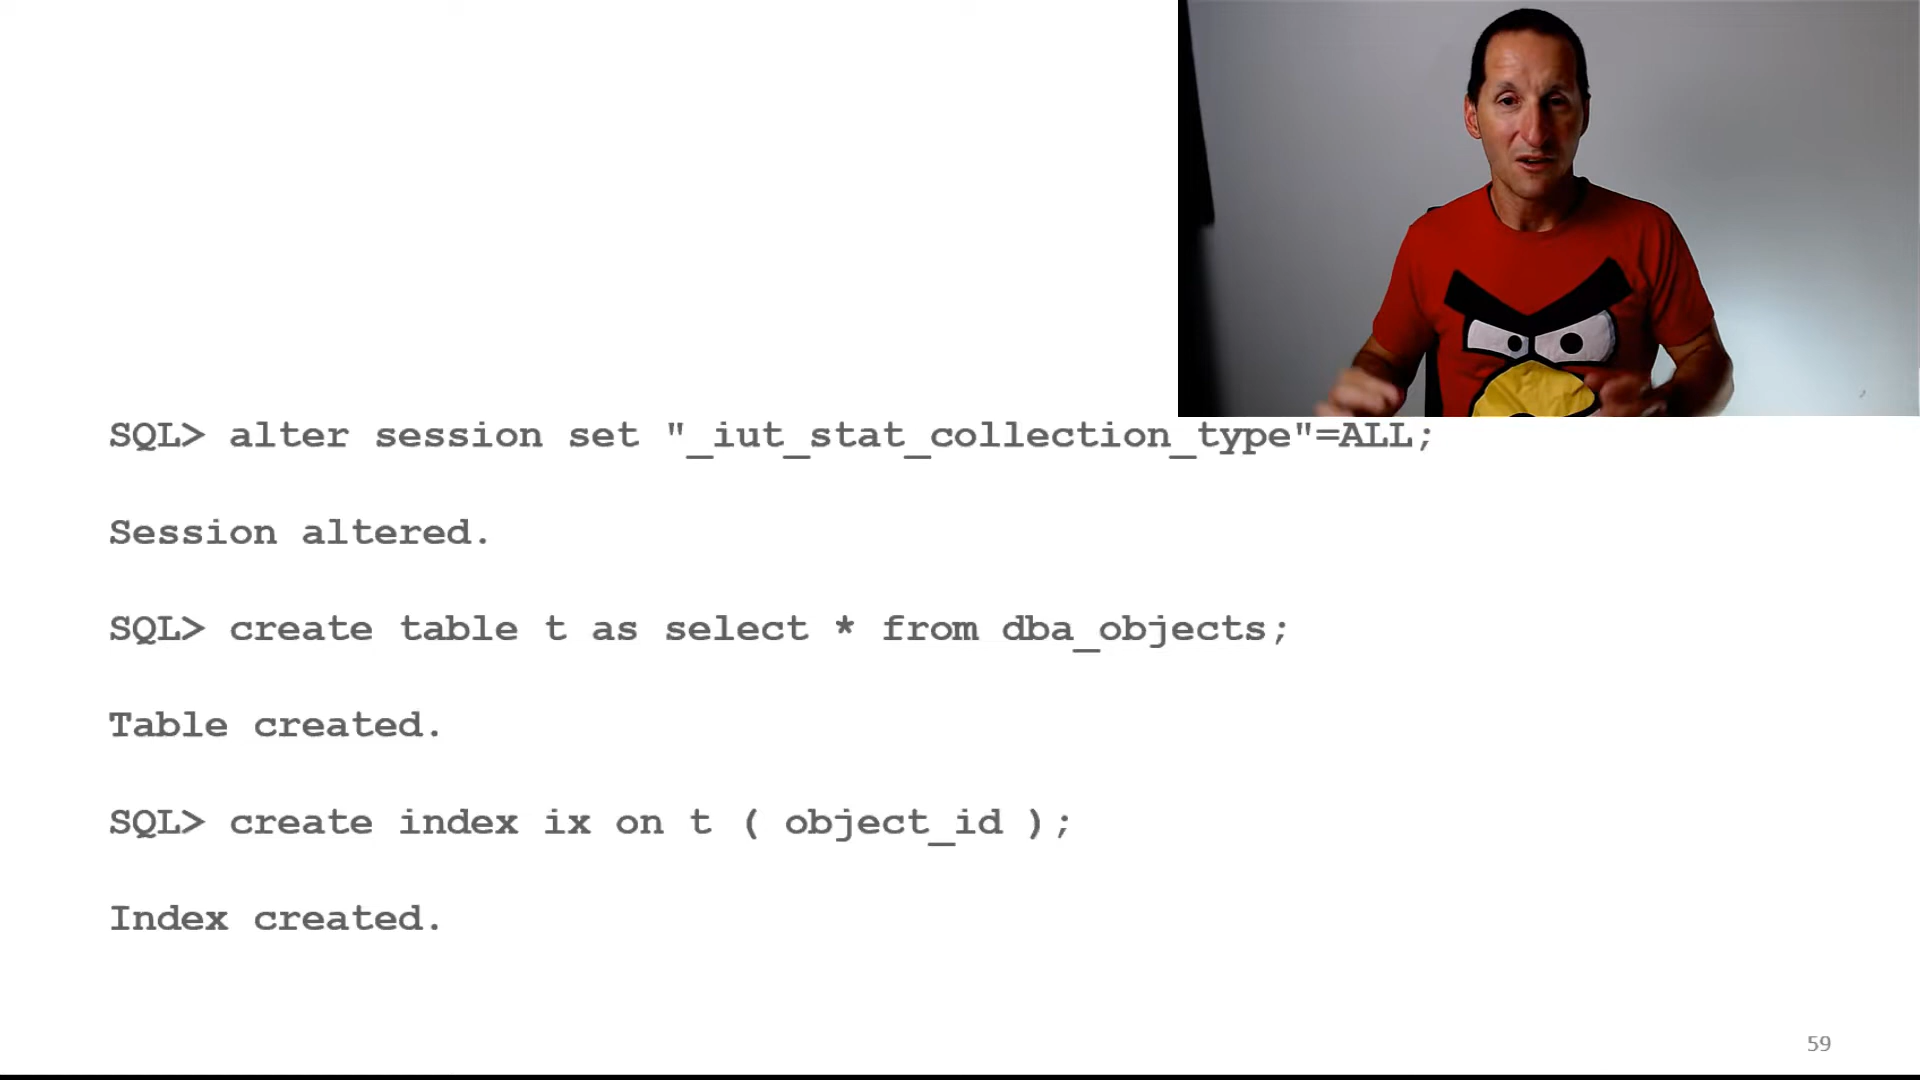 SQL> alter session set "_iut_stat_collection_type"=ALL;
Session altered.
SQL> create table t as select * from dba_objects;
Table created.
SQL> create index ix on t ( object_id );
Index created.
59